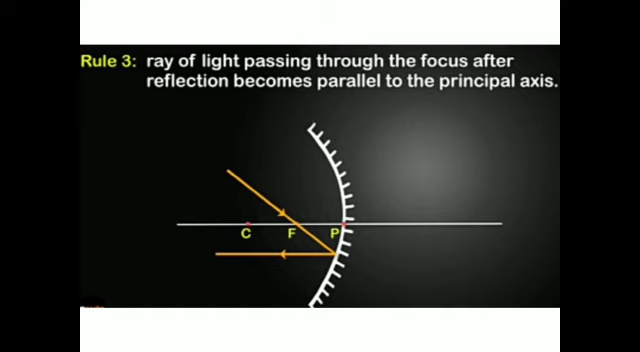 Rule 3: ray of light passing through the focus after
reflection becomes parallel to the principal axis.
C F P